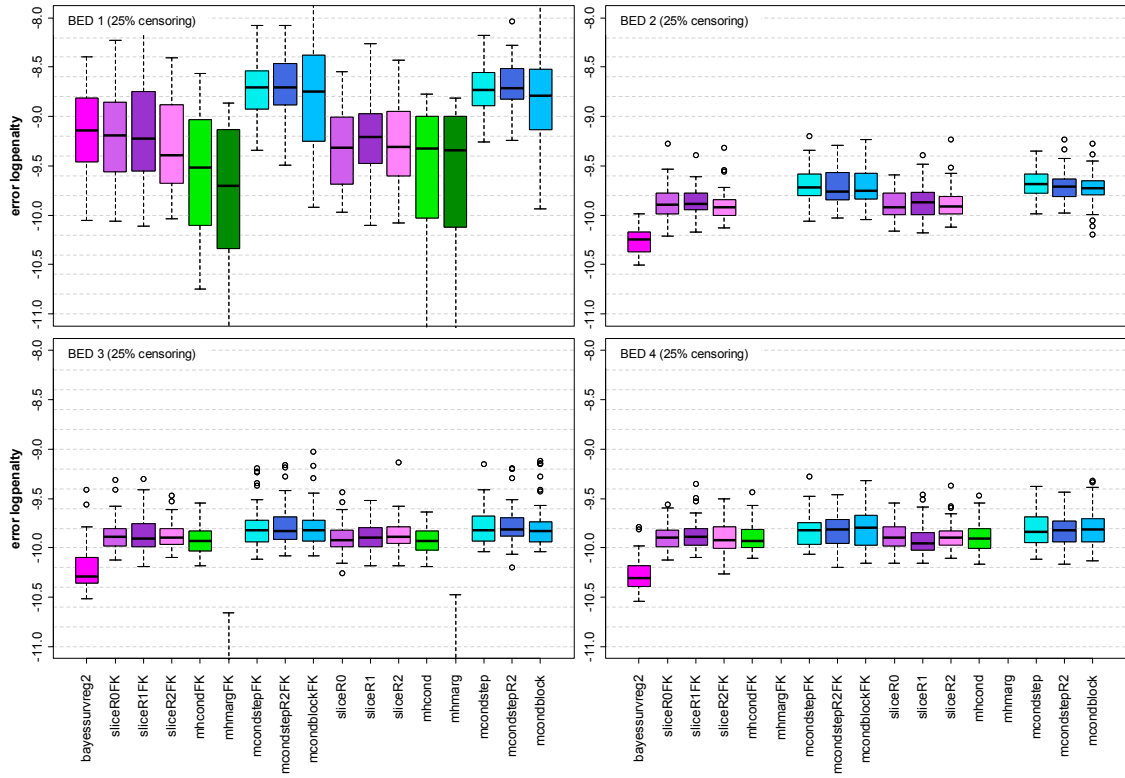 BED 1 (25% censoring)
BED 2 (25% censoring)
error logpenalty
-8.0
-8.5
-9.0
-9.5
-10.0
-10.5
-11.0
-8.0
-8.5
-9.0
-9.5
-10.0
-10.5
-11.0
BED 3 (25% censoring)
BED 4 (25% censoring)
error logpenalty
-8.0
-8.5
-9.0
-9.5
-10.0
-10.5
-11.0
-8.0
-8.5
-9.0
-9.5
-10.0
-10.5
-11.0
bayessurvreg2
sliceR0FK
sliceR1FK
sliceR2FK
mhcondFK
mhmargFK
mcondstepFK
mcondstepR2FK
mcondblockFK
sliceR0
sliceR1
sliceR2
mhcond
mhmarg
mcondstep
mcondstepR2
mcondblock
bayessurvreg2
sliceR0FK
sliceR1FK
sliceR2FK
mhcondFK
mhmargFK
mcondstepFK
mcondstepR2FK
mcondblockFK
sliceR0
sliceR1
sliceR2
mhcond
mhmarg
mcondstep
mcondstepR2
mcondblock